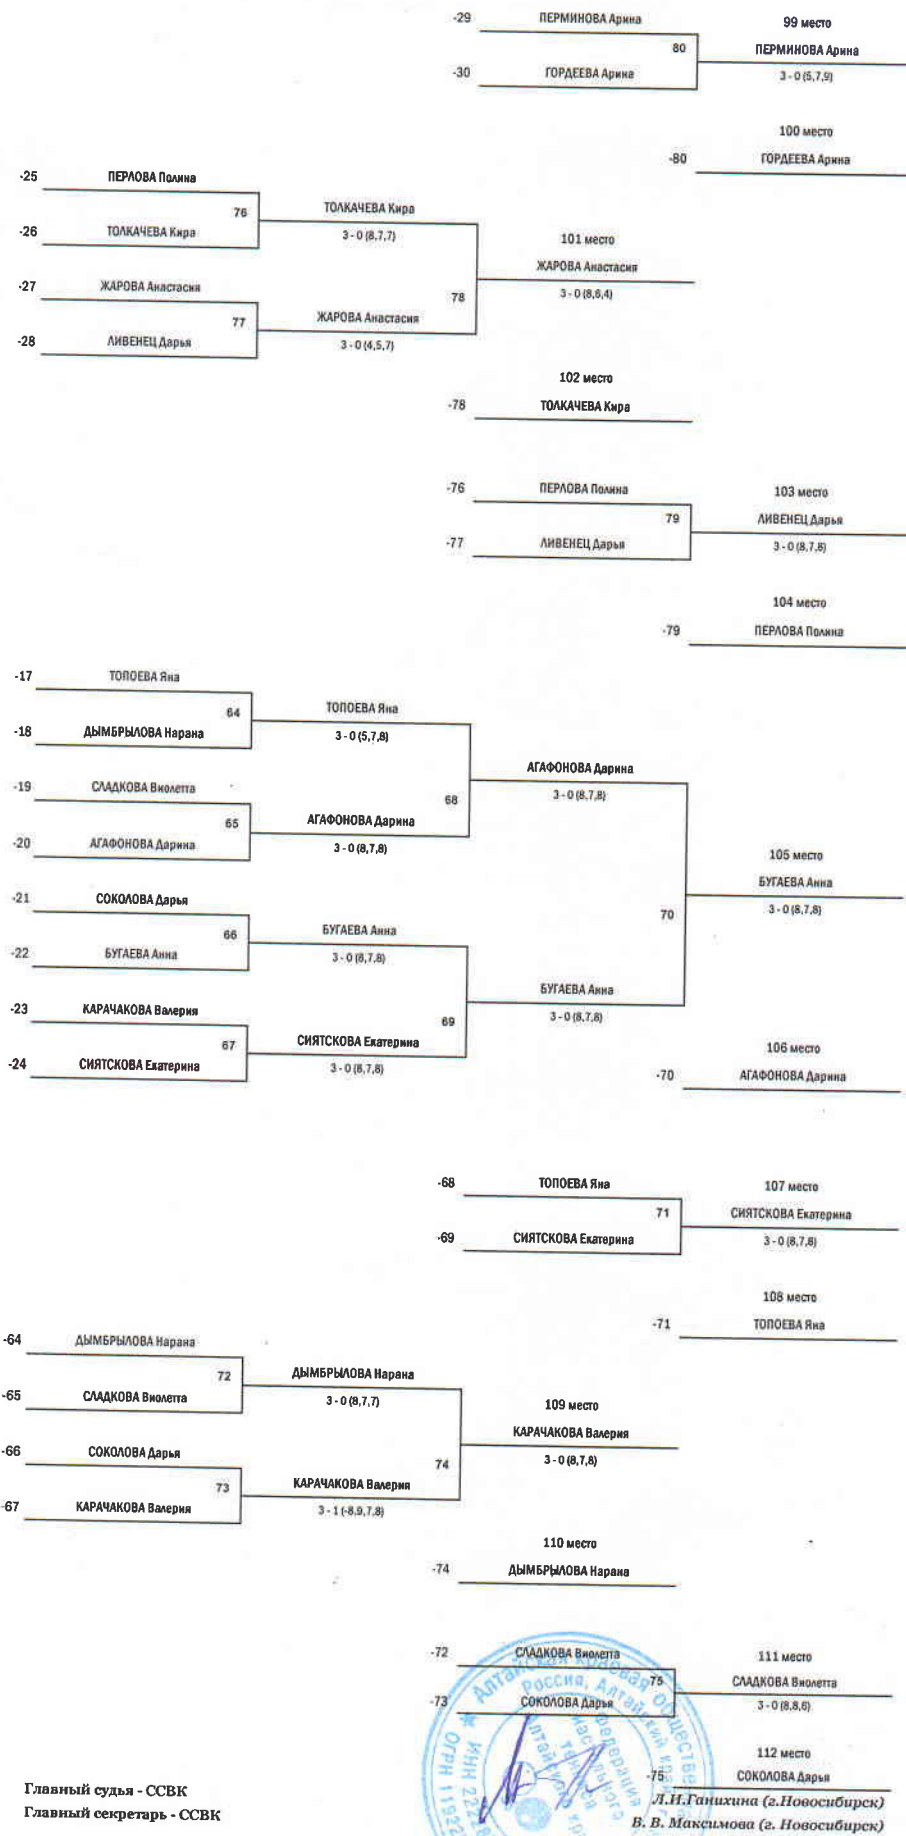 -29 ПЕРМИНОВА Арина 99 место
80 ПЕРМИНОВА Арина
-30 ГОРДЕЕВА Арина 3 - 0 (5,7,9)
100 место
-80 ГОРДЕЕВА Арина
-25 ПЕРЛОВА Полина
76 ТОЛКАЧЕВА Кира
-26 ТОЛКАЧЕВА Кира 3 - 0 (8,7,7)
101 место
-27 ЖАРОВА Анастасия ЖАРОВА Анастасия
78 3 - 0 (8,6,4)
77 ЖАРОВА Анастасия
-28 ЛИВЕНЕЦ Дарья 3 - 0 (4,5,7)
102 место
-78 ТОЛКАЧЕВА Кира
-76 ПЕРЛОВА Полина 103 место
79 ЛИВЕНЕЦ Дарья
-77 ЛИВЕНЕЦ Дарья 3 - 0 (8,7,8)
104 место
-79 ПЕРЛОВА Полина
-17 ТОПОЕВА Яна
64 ТОПОЕВА Яна
-18 ДЫМБРЫЛОВА Нарана 3 - 0 (5,7,8)
АГАФОНОВА Дарина
-19 СЛАДКОВА Виолетта 3 - 0 (8,7,8)
68
65 АГАФОНОВА Дарина
-20 АГАФОНОВА Дарина 3 - 0 (8,7,8)
105 место
БУГАЕВА Анна
-21 СОКОЛОВА Дарья 3 - 0 (8,7,8)
70
66 БУГАЕВА Анна
-22 БУГАЕВА Анна 3 - 0 (8,7,8)
БУГАЕВА Анна
-23 КАРАЧАКОВА Валерия 3 - 0 (8,7,8)
69
67 СИЯТСКОВА Екатерина
-24 СИЯТСКОВА Екатерина 3 - 0 (8,7,8)
106 место
-70 АГАФОНОВА Дарина
-68 ТОПОЕВА Яна 107 место
71 СИЯТСКОВА Екатерина
-69 СИЯТСКОВА Екатерина 3 - 0 (8,7,8)
108 место
-71 ТОПОЕВА Яна
-64 ДЫМБРЫЛОВА Нарана
72 ДЫМБРЫЛОВА Нарана
-65 СЛАДКОВА Виолетта 3 - 0 (8,7,7)
109 место
КАРАЧАКОВА Валерия
-66 СОКОЛОВА Дарья 3 - 0 (8,7,8)
74
73 КАРАЧАКОВА Валерия
-67 КАРАЧАКОВА Валерия 3 - 1 (-8,9,7,8)
110 место
-74 ДЫМБРЫЛОВА Нарана
-72 СЛАДКОВА Виолетта 111 место
75 СЛАДКОВА Виолетта
-73 СОКОЛОВА Дарья 3 - 0 (8,8,6)
112 место
-75 СОКОЛОВА Дарья
Главный судья - ССВК Л.И.Ганихина (г.Новосибирск)
Главный секретарь - ССВК В. В. Максимова (г. Новосибирск)
Алтайская краевая
Россия, Алтайский край